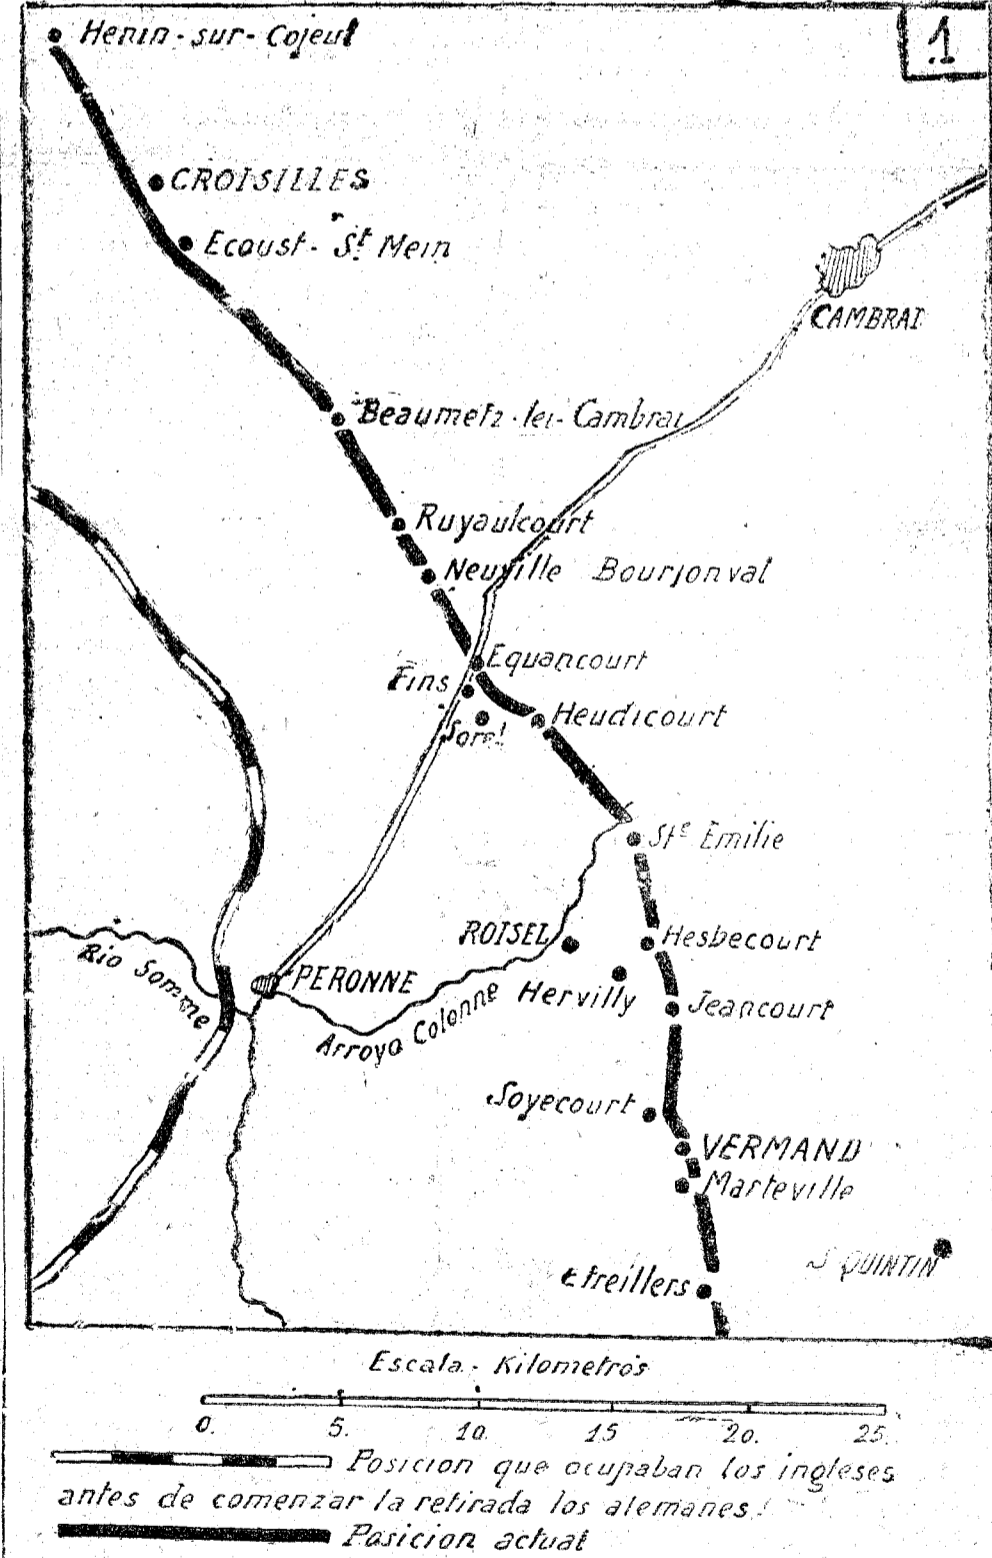 1
Henin-sur-Cojeul
CROISILLES
Ecoust-St Mein
CAMBRAI
Beaumetz-lei-Cambrai
Ruyaulcourt
Neuville Bourjonval
Equancourt
Fins
Heudicourt
Sorel
Ste Emilie
ROISEL
Hesbecourt
Rio Somme
PERONNE
Hervilly
Jeancourt
Arroyo Colonne
Soyecourt
VERMAND
Marteville
S QUINTIN
Etreillers
Escala - Kilometros
0. 5. 10. 15 20. 25.
Posicion que ocupaban los ingleses
antes de comenzar la retirada los alemanes.
Posicion actual